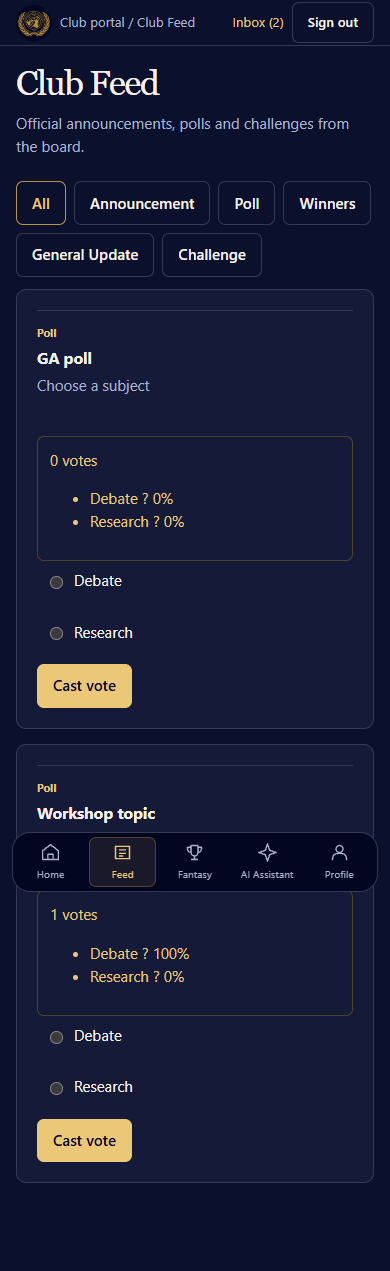 Club portal / Club Feed
Inbox (2)
Sign out
Club Feed
Official announcements, polls and challenges from
the board.
All
Announcement
Poll
Winners
General Update
Challenge
Poll
GA poll
Choose a subject
0 votes
• Debate ? 0%
• Research ? 0%
Debate
Research
Cast vote
Poll
Workshop topic
Home
Feed
Fantasy
AI Assistant
Profile
1 votes
• Debate ? 100%
• Research ? 0%
Debate
Research
Cast vote